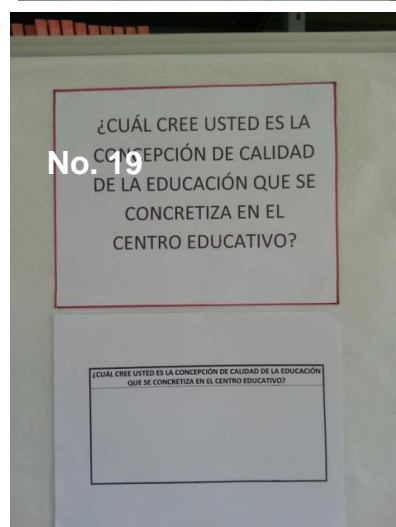 ¿CUÁL CREE USTED ES LA
CONCEPCIÓN DE CALIDAD
No. 19
DE LA EDUCACIÓN QUE SE
CONCRETIZA EN EL
CENTRO EDUCATIVO?
¿CUÁL CREE USTED ES LA CONCEPCIÓN DE CALIDAD DE LA EDUCACIÓN
QUE SE CONCRETIZA EN EL CENTRO EDUCATIVO?